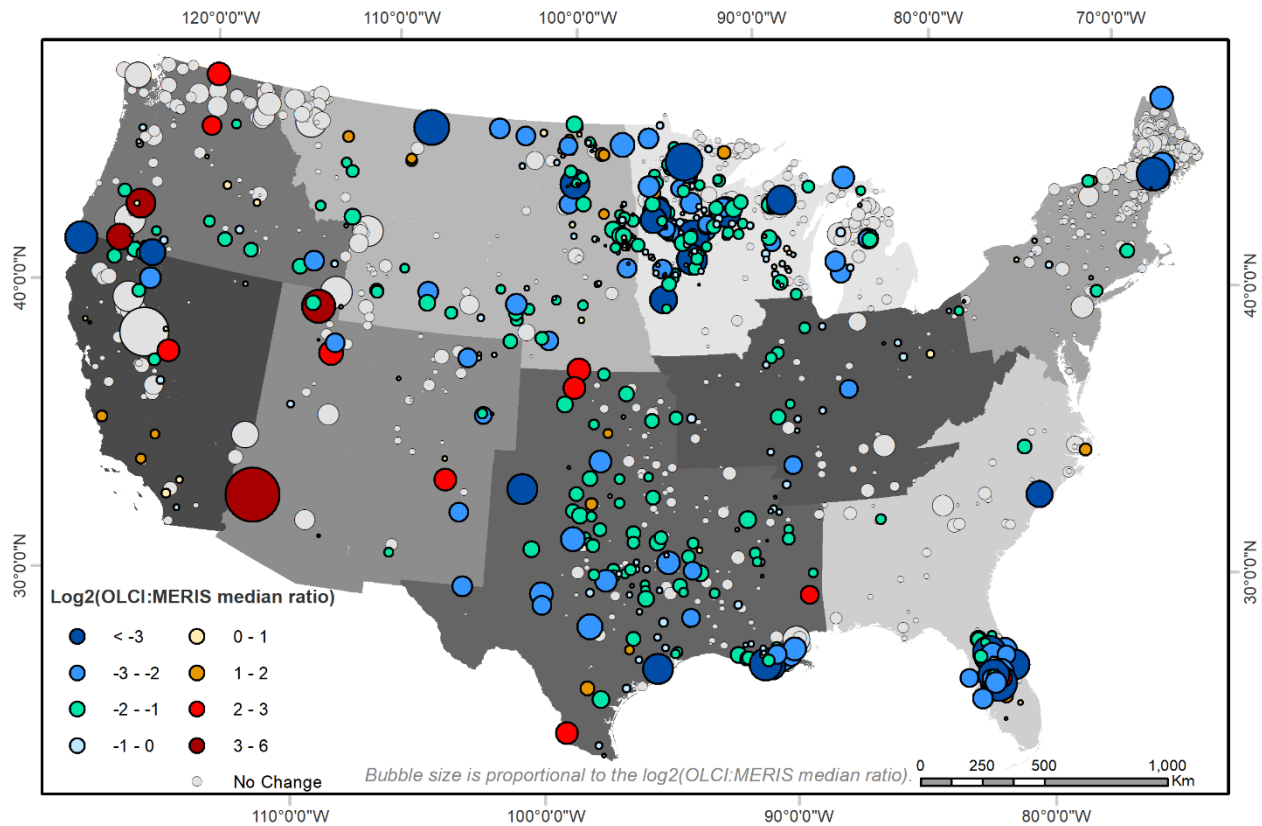 120°0'0"W 110°0'0"W 100°0'0"W 90°0'0"W 80°0'0"W 70°0'0"W
40°0'0"N
40°0'0"N
30°0'0"N
30°0'0"N
Log2(OLCI:MERIS median ratio)
< -3 0 - 1
-3 - -2 1 - 2
-2 - -1 2 - 3
-1 - 0 3 - 6
No Change
Bubble size is proportional to the log2(OLCI:MERIS median ratio).
0 250 500 1,000
Km
110°0'0"W 100°0'0"W 90°0'0"W 80°0'0"W